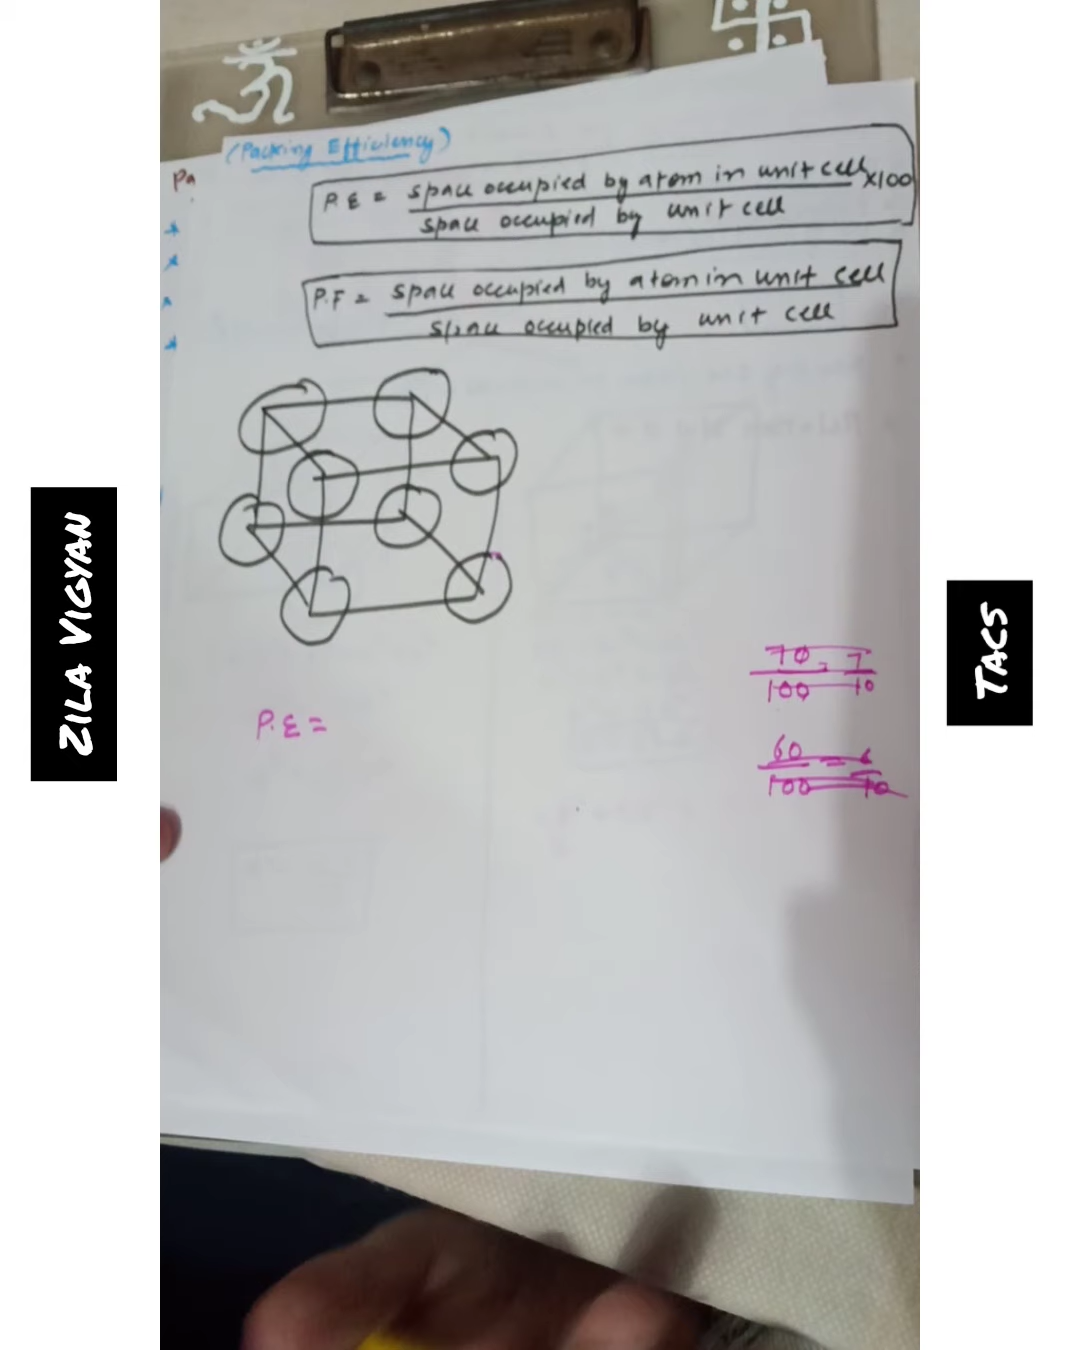 ॐ
(Packing Efficiency)
Pa
P.E = space occupied by atom in unit cell x100
space occupied by unit cell
P.F = space occupied by atom in unit cell
space occupied by unit cell
ZILA VIGYAN
TACS
70 = 7
100 10
P.E =
60 = 6
100 10